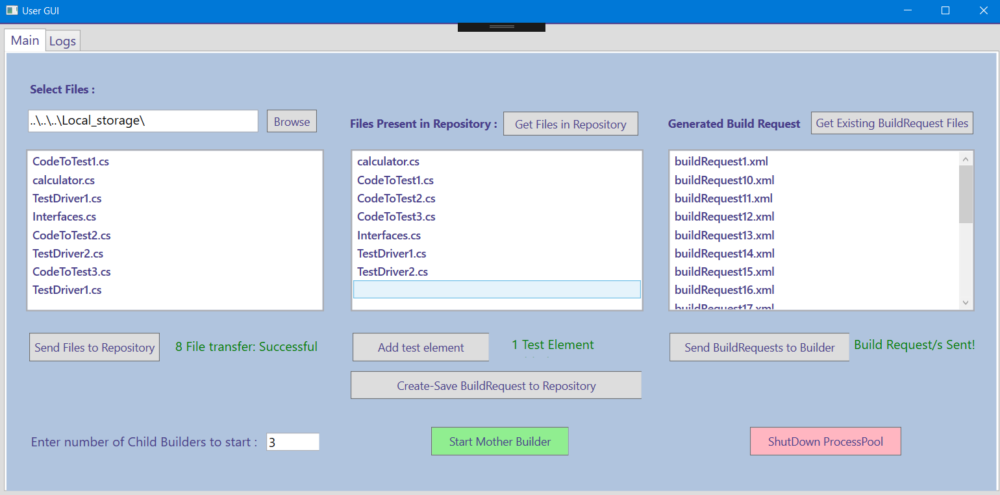 User GUI
Main
Logs
Select Files :
..\..\..\Local_storage\
Browse
CodeToTest1.cs
calculator.cs
TestDriver1.cs
Interfaces.cs
CodeToTest2.cs
TestDriver2.cs
CodeToTest3.cs
TestDriver1.cs
Send Files to Repository
8 File transfer: Successful
Files Present in Repository :
Get Files in Repository
calculator.cs
CodeToTest1.cs
CodeToTest2.cs
CodeToTest3.cs
Interfaces.cs
TestDriver1.cs
TestDriver2.cs
Add test element
1 Test Element
Create-Save BuildRequest to Repository
Generated Build Request
Get Existing BuildRequest Files
buildRequest1.xml
buildRequest10.xml
buildRequest11.xml
buildRequest12.xml
buildRequest13.xml
buildRequest14.xml
buildRequest15.xml
buildRequest16.xml
buildRequest17.xml
Send BuildRequests to Builder
Build Request/s Sent!
Enter number of Child Builders to start :
3
Start Mother Builder
ShutDown ProcessPool